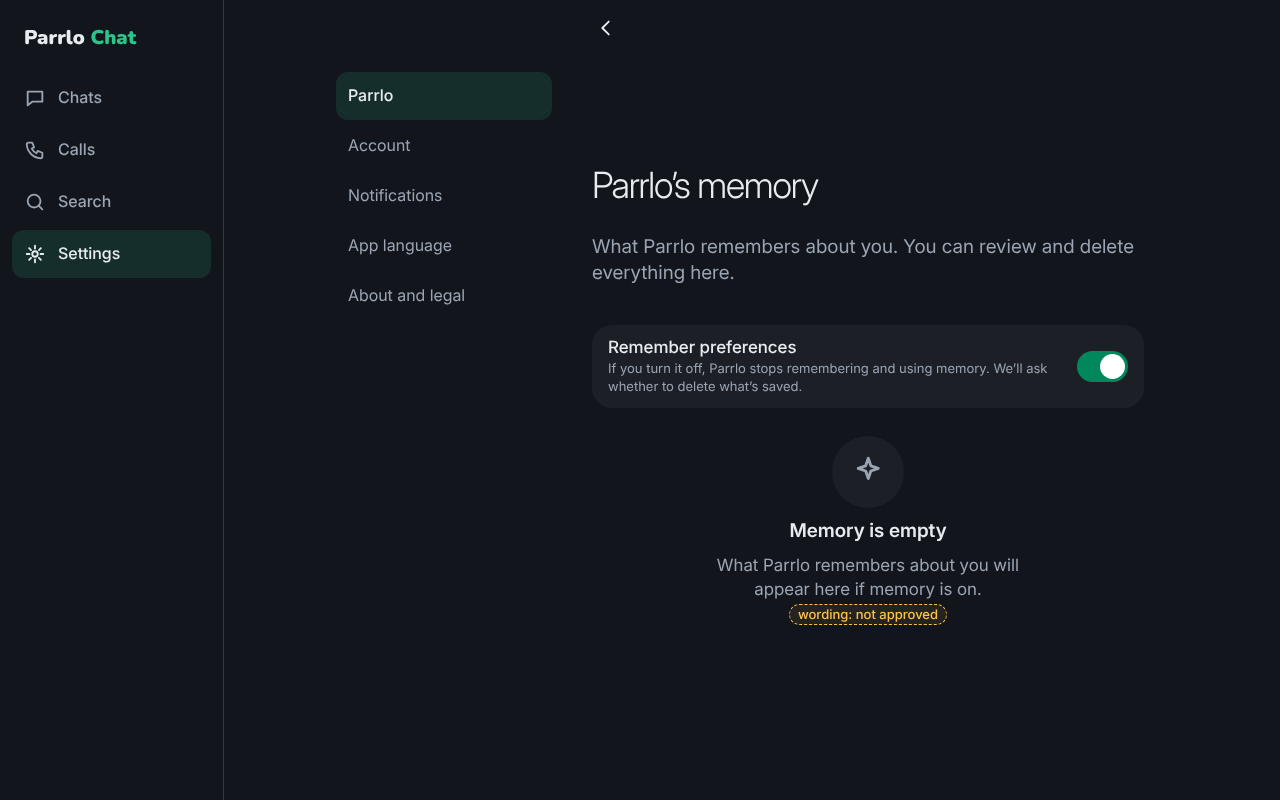 Parrlo Chat
Chats
Calls
Search
Settings
Parrlo
Account
Notifications
App language
About and legal
Parrlo’s memory
What Parrlo remembers about you. You can review and delete
everything here.
Remember preferences
If you turn it off, Parrlo stops remembering and using memory. We’ll ask
whether to delete what’s saved.
Memory is empty
What Parrlo remembers about you will
appear here if memory is on.
wording: not approved